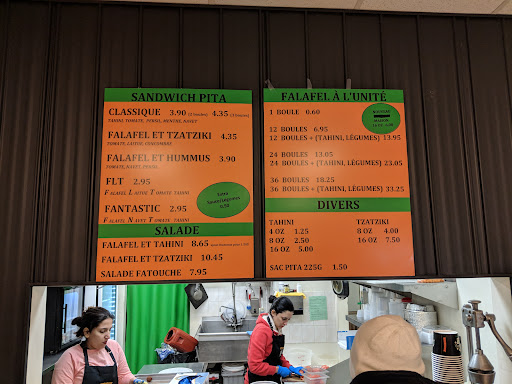 SANDWICH PITA
CLASSIQUE 3.90 4.35
TAHINI, TOMATE, PERSIL, MENTHE, NAVET
FALAFEL ET TZATZIKI 4.35
TOMATE, LAITUE, CONCOMBRE
FALAFEL ET HUMMUS 3.90
TOMATE, NAVET, PERSIL
FLT 2.95
FALAFEL LAITUE TOMATE TAHINI
FANTASTIC 2.95
FALAFEL NAVET TOMATE TAHINI
SALADE
FALAFEL ET TAHINI 8.65
FALAFEL ET TZATZIKI 10.45
SALADE FATOUCHE 7.95
FALAFEL À L'UNITÉ
1 BOULE 0.60
12 BOULES 6.95
12 BOULES + (TAHINI, LÉGUMES) 13.95
24 BOULES 13.05
24 BOULES + (TAHINI, LÉGUMES) 23.05
36 BOULES 18.25
36 BOULES + (TAHINI, LÉGUMES) 33.25
MAISON
DIVERS
TAHINI
4 OZ 1.25
8 OZ 2.50
16 OZ 5.00
TZATZIKI
8 OZ 4.00
16 OZ 7.50
SAC PITA 225G 1.50